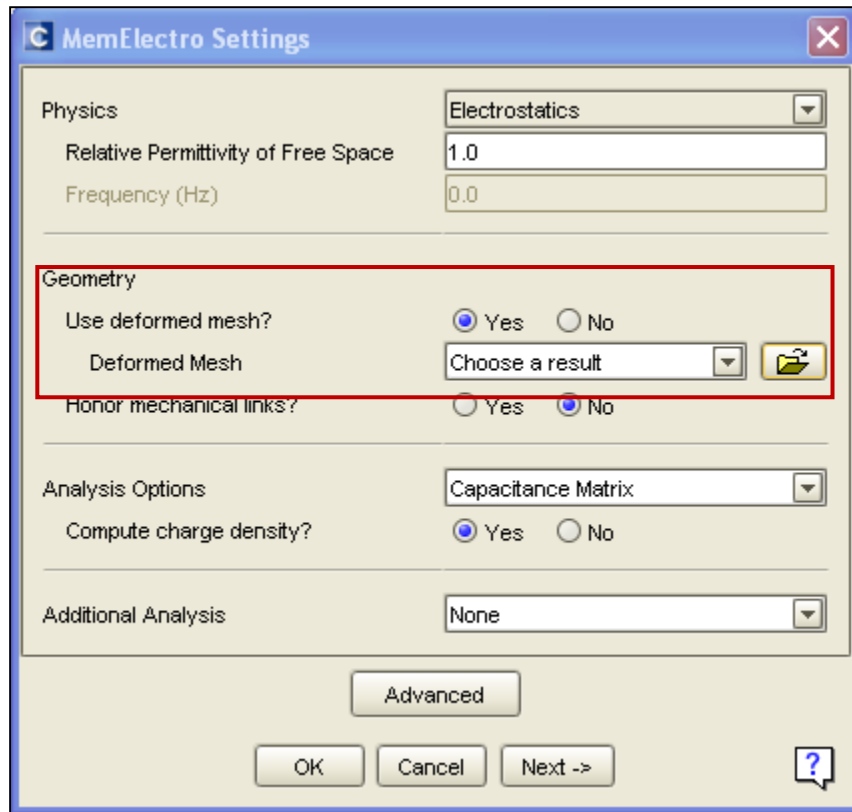 C MemElectro Settings
Physics Electrostatics
Relative Permittivity of Free Space 1.0
Frequency (Hz) 0.0
Geometry
Use deformed mesh? Yes No
Deformed Mesh Choose a result
Honor mechanical links? Yes No
Analysis Options Capacitance Matrix
Compute charge density? Yes No
Additional Analysis None
Advanced
OK Cancel Next -> ?